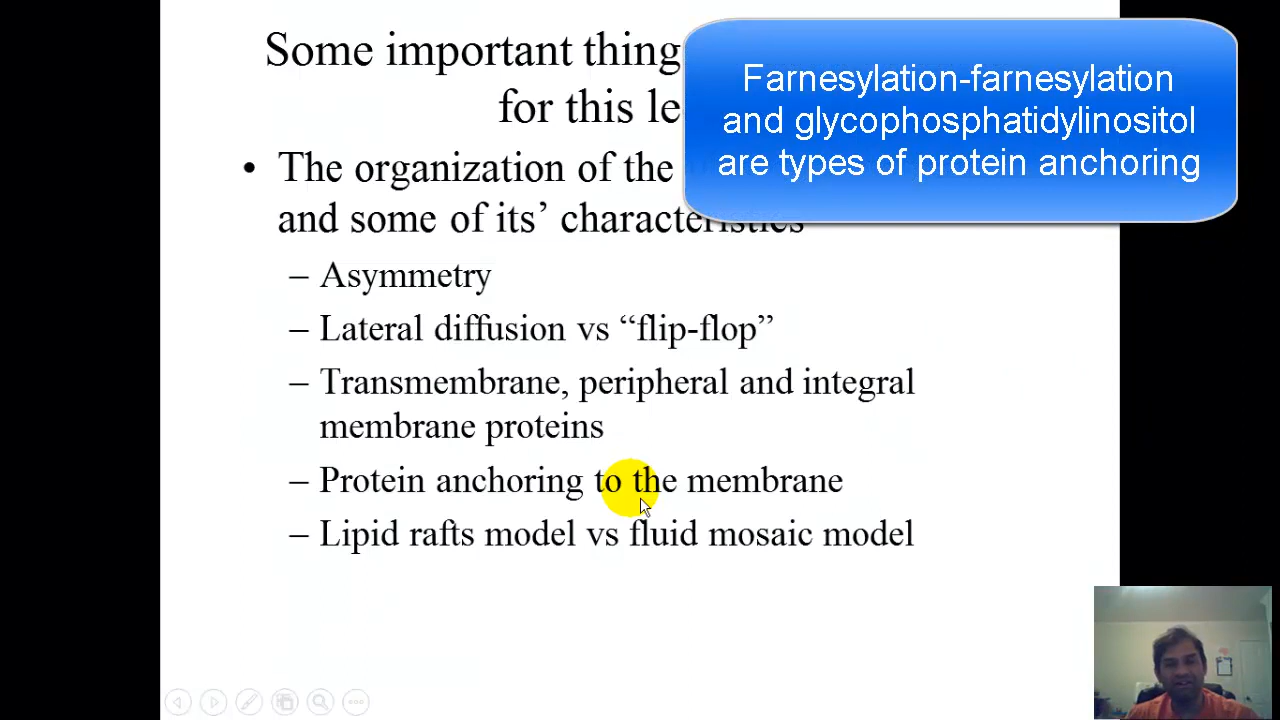 Some important thing
for this le
Farnesylation-farnesylation
and glycophosphatidylinositol
are types of protein anchoring
• The organization of the
and some of its’ characteristics
– Asymmetry
– Lateral diffusion vs “flip-flop”
– Transmembrane, peripheral and integral
membrane proteins
– Protein anchoring to the membrane
– Lipid rafts model vs fluid mosaic model